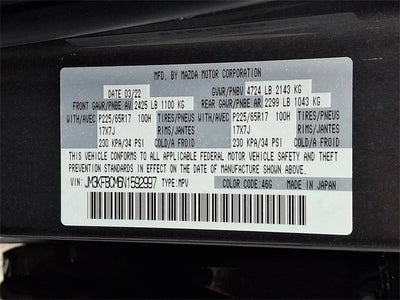 MFD. BY MAZDA MOTOR CORPORATION
DATE 03/22 GVWR/PNBV 4724 LB 2143 KG
FRONT GAWR/PNBE AV 2425 LB 1100 KG REAR GAWR/PNBE AR 2299 LB 1043 KG
WITH/AVEC P225/65R17 100H TIRES/PNEUS WITH/AVEC P225/65R17 100H TIRES/PNEUS
17X7J RIMS/JANTES 17X7J RIMS/JANTES
230 KPA/34 PSI COLD/A FROID 230 KPA/34 PSI COLD/A FROID
THIS VEHICLE CONFORMS TO ALL APPLICABLE FEDERAL MOTOR VEHICLE SAFETY AND THEFT
PREVENTION STANDARDS IN EFFECT ON THE DATE OF MANUFACTURE SHOWN ABOVE.
VIN: JM3KFBCM6N1592997 TYPE:MPV COLOR CODE:46G MADE IN JAPAN